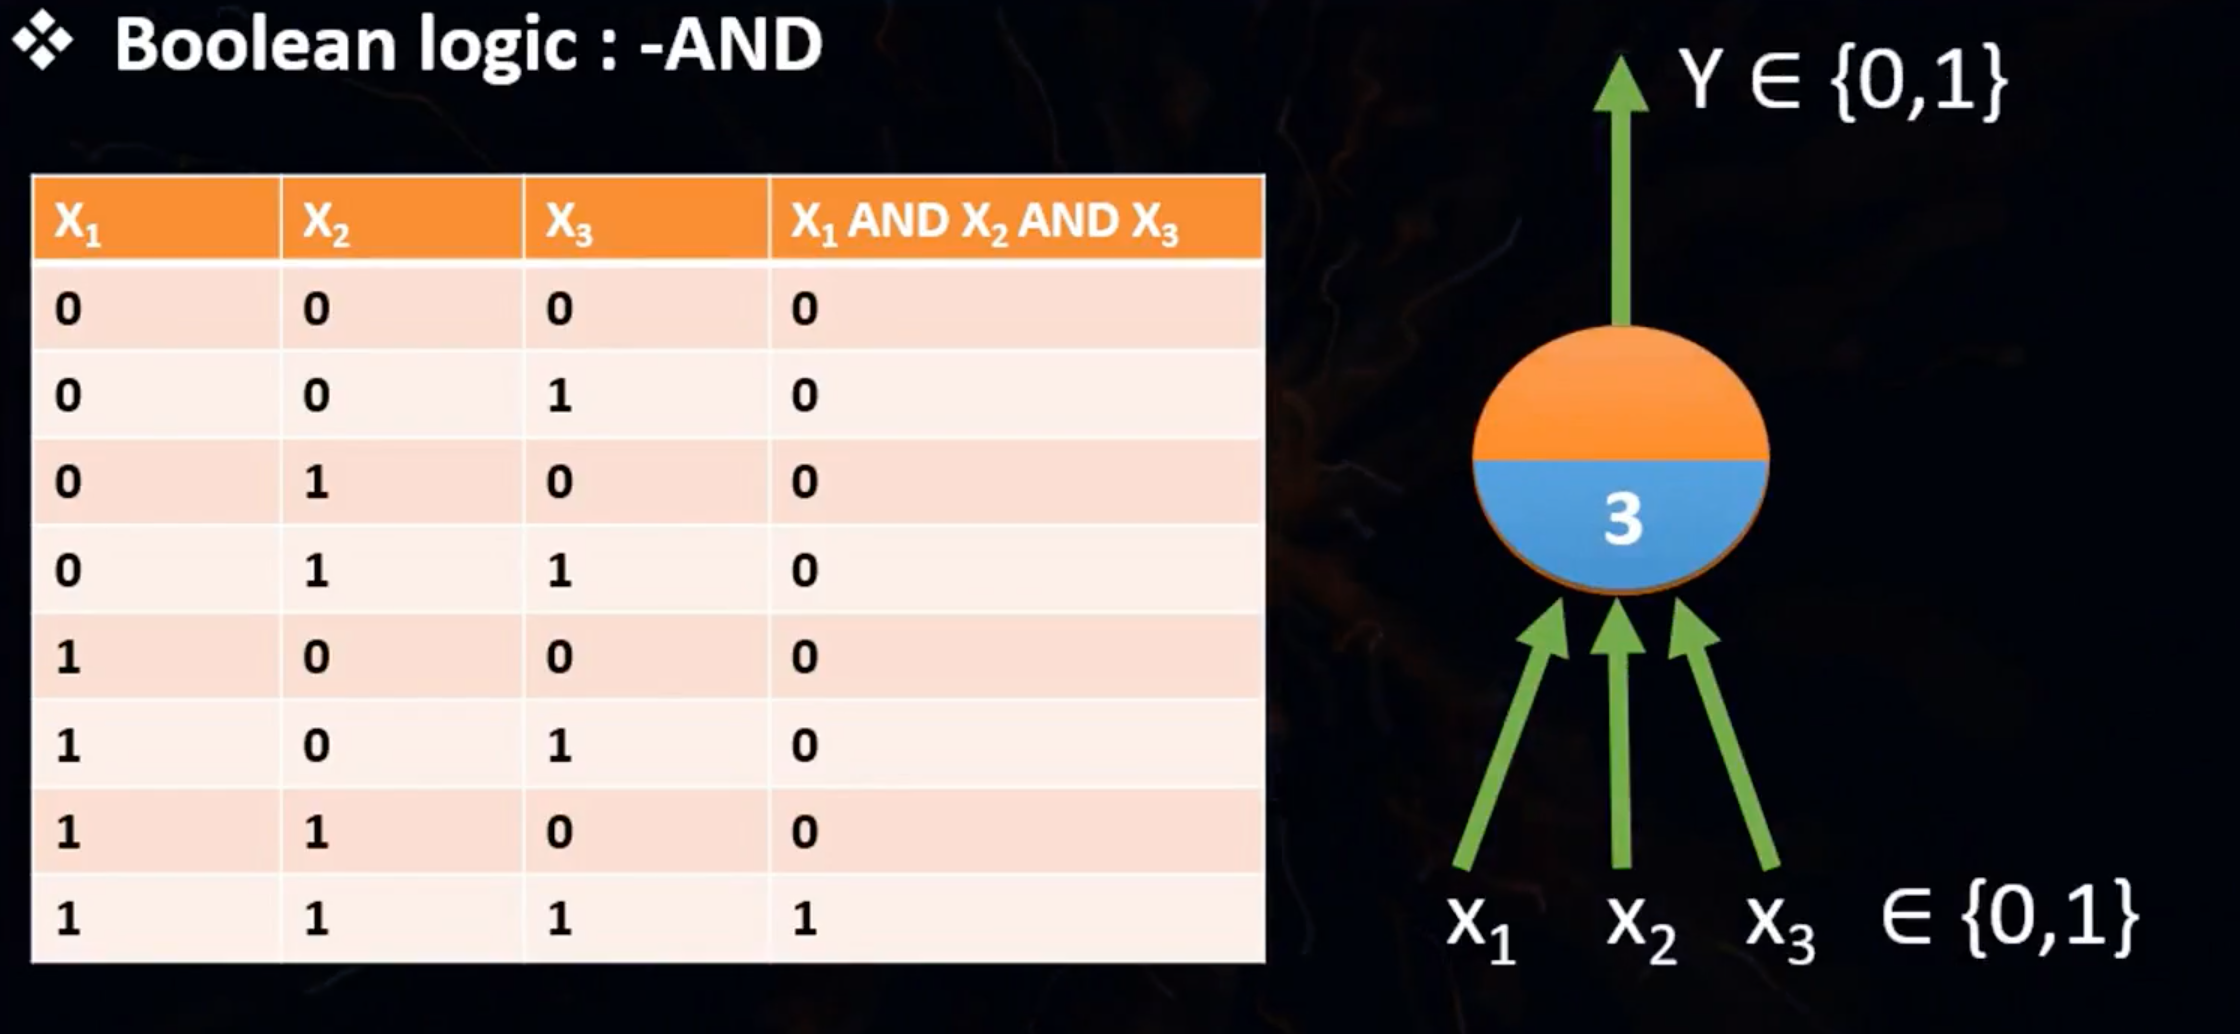 ❖ Boolean logic : -AND
X₁ X₂ X₃ X₁ AND X₂ AND X₃
0 0 0 0
0 0 1 0
0 1 0 0
0 1 1 0
1 0 0 0
1 0 1 0
1 1 0 0
1 1 1 1
Y ∈ {0,1}
3
X₁ X₂ X₃ ∈ {0,1}